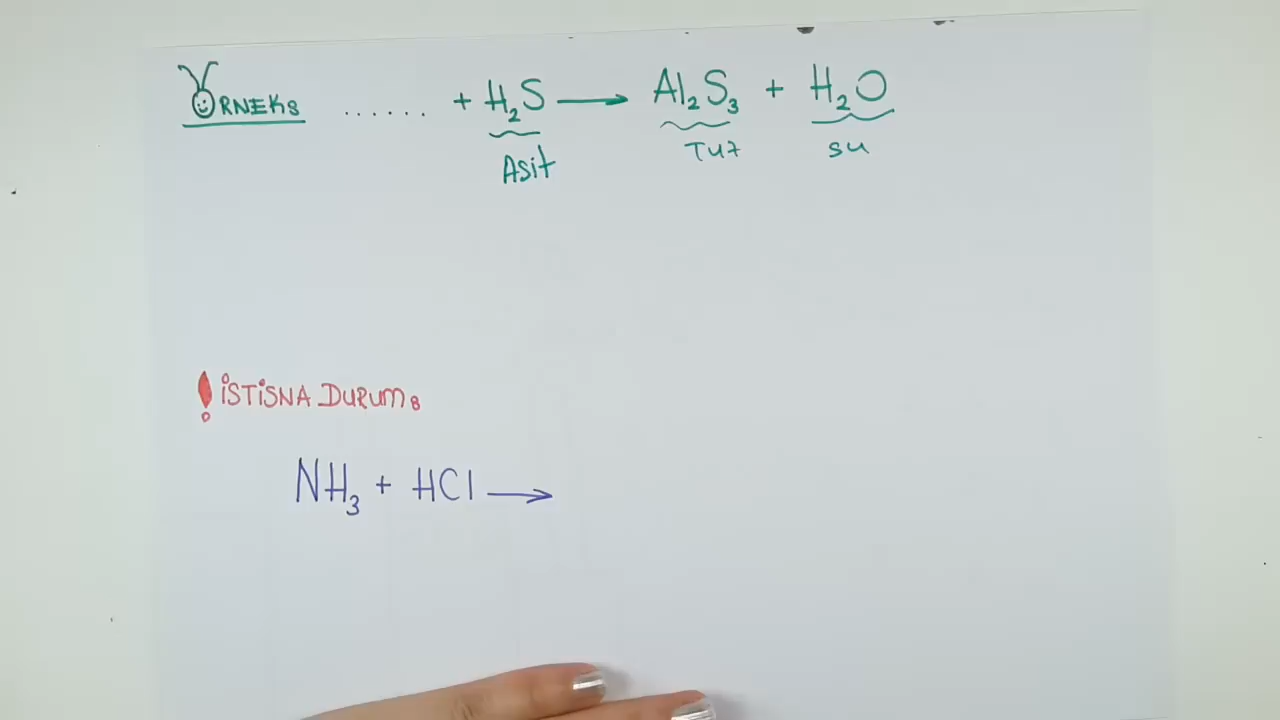 ÖRNEK: ...... + H₂S → Al₂S₃ + H₂O
Asit Tuz su
! İSTİSNA DURUM:
NH₃ + HCl →